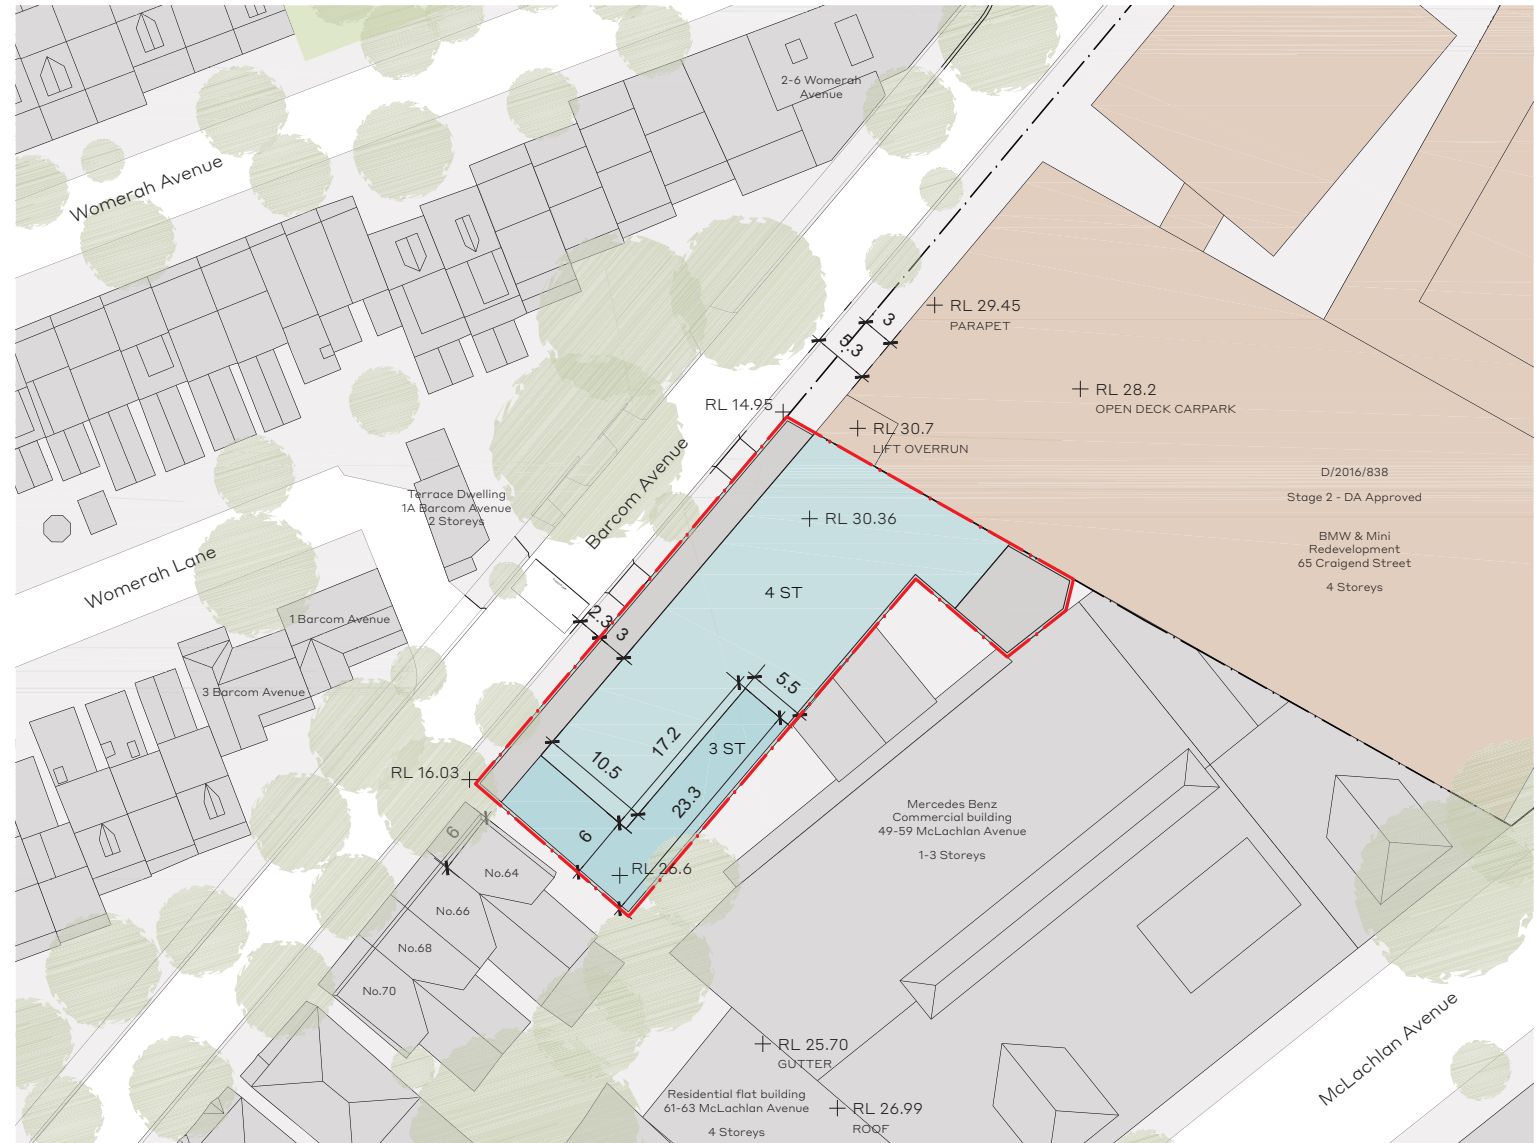 2-6 Womerah
Avenue
Womerah Avenue
RL 29.45
PARAPET
3
5.3
RL 28.2
OPEN DECK CARPARK
RL 14.95
RL 30.7
LIFT OVERRUN
Barcom Avenue
D/2016/838
Stage 2 - DA Approved
BMW & Mini
Redevelopment
65 Craigend Street
4 Storeys
Terrace Dwelling
1A Barcom Avenue
2 Storeys
RL 30.36
Womerah Lane
4 ST
1 Barcom Avenue
2.3
3
3 Barcom Avenue
5.5
17.2
3 ST
10.5
RL 16.03
23.3
6
6
RL 26.6
Mercedes Benz
Commercial building
49-59 McLachlan Avenue
1-3 Storeys
No.64
No.66
No.68
No.70
RL 25.70
GUTTER
McLachlan Avenue
Residential flat building
61-63 McLachlan Avenue
4 Storeys
RL 26.99
ROOF